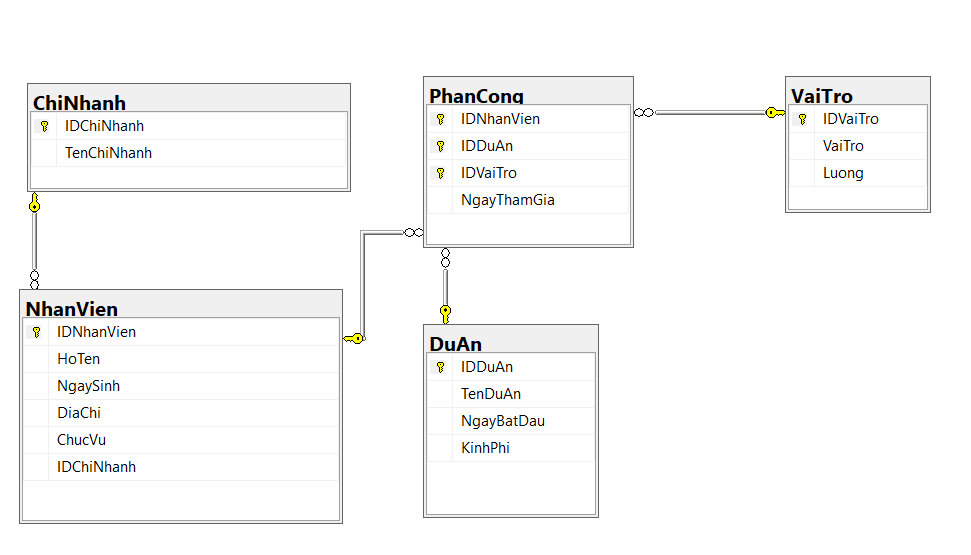 ChiNhanh
IDChiNhanh
TenChiNhanh
NhanVien
IDNhanVien
HoTen
NgaySinh
DiaChi
ChucVu
IDChiNhanh
PhanCong
IDNhanVien
IDDuAn
IDVaiTro
NgayThamGia
DuAn
IDDuAn
TenDuAn
NgayBatDau
KinhPhi
VaiTro
IDVaiTro
VaiTro
Luong